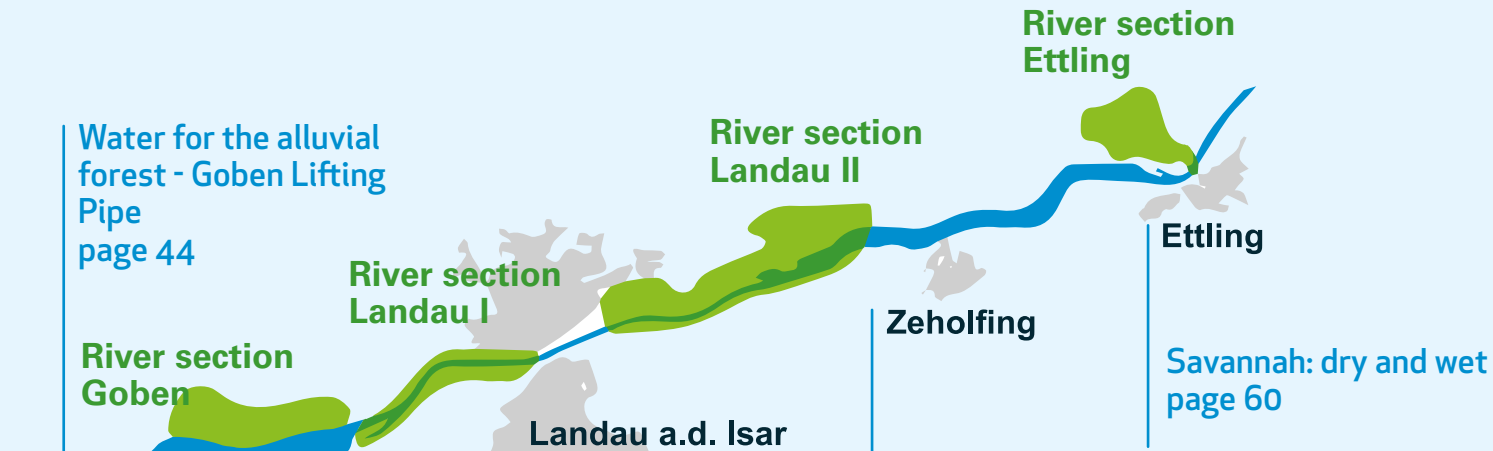 River section
Ettling
Water for the alluvial
forest - Goben Lifting
Pipe
page 44
River section
Landau II
Ettling
River section
Landau I
Zeholfing
River section
Goben
Savannah: dry and wet
page 60
Landau a.d. Isar